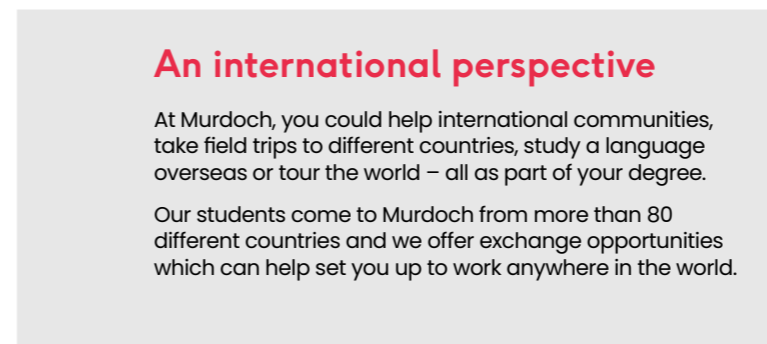 An international perspective
At Murdoch, you could help international communities,
take field trips to different countries, study a language
overseas or tour the world – all as part of your degree.
Our students come to Murdoch from more than 80
different countries and we offer exchange opportunities
which can help set you up to work anywhere in the world.